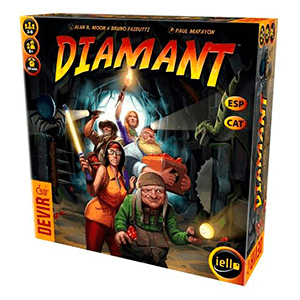 ALAN R. MOON & BRUNO FAIDUTTI
PAUL MAFAYON
DIAMANT
ESP
CAT
DEVIR
iello
DIAMANT